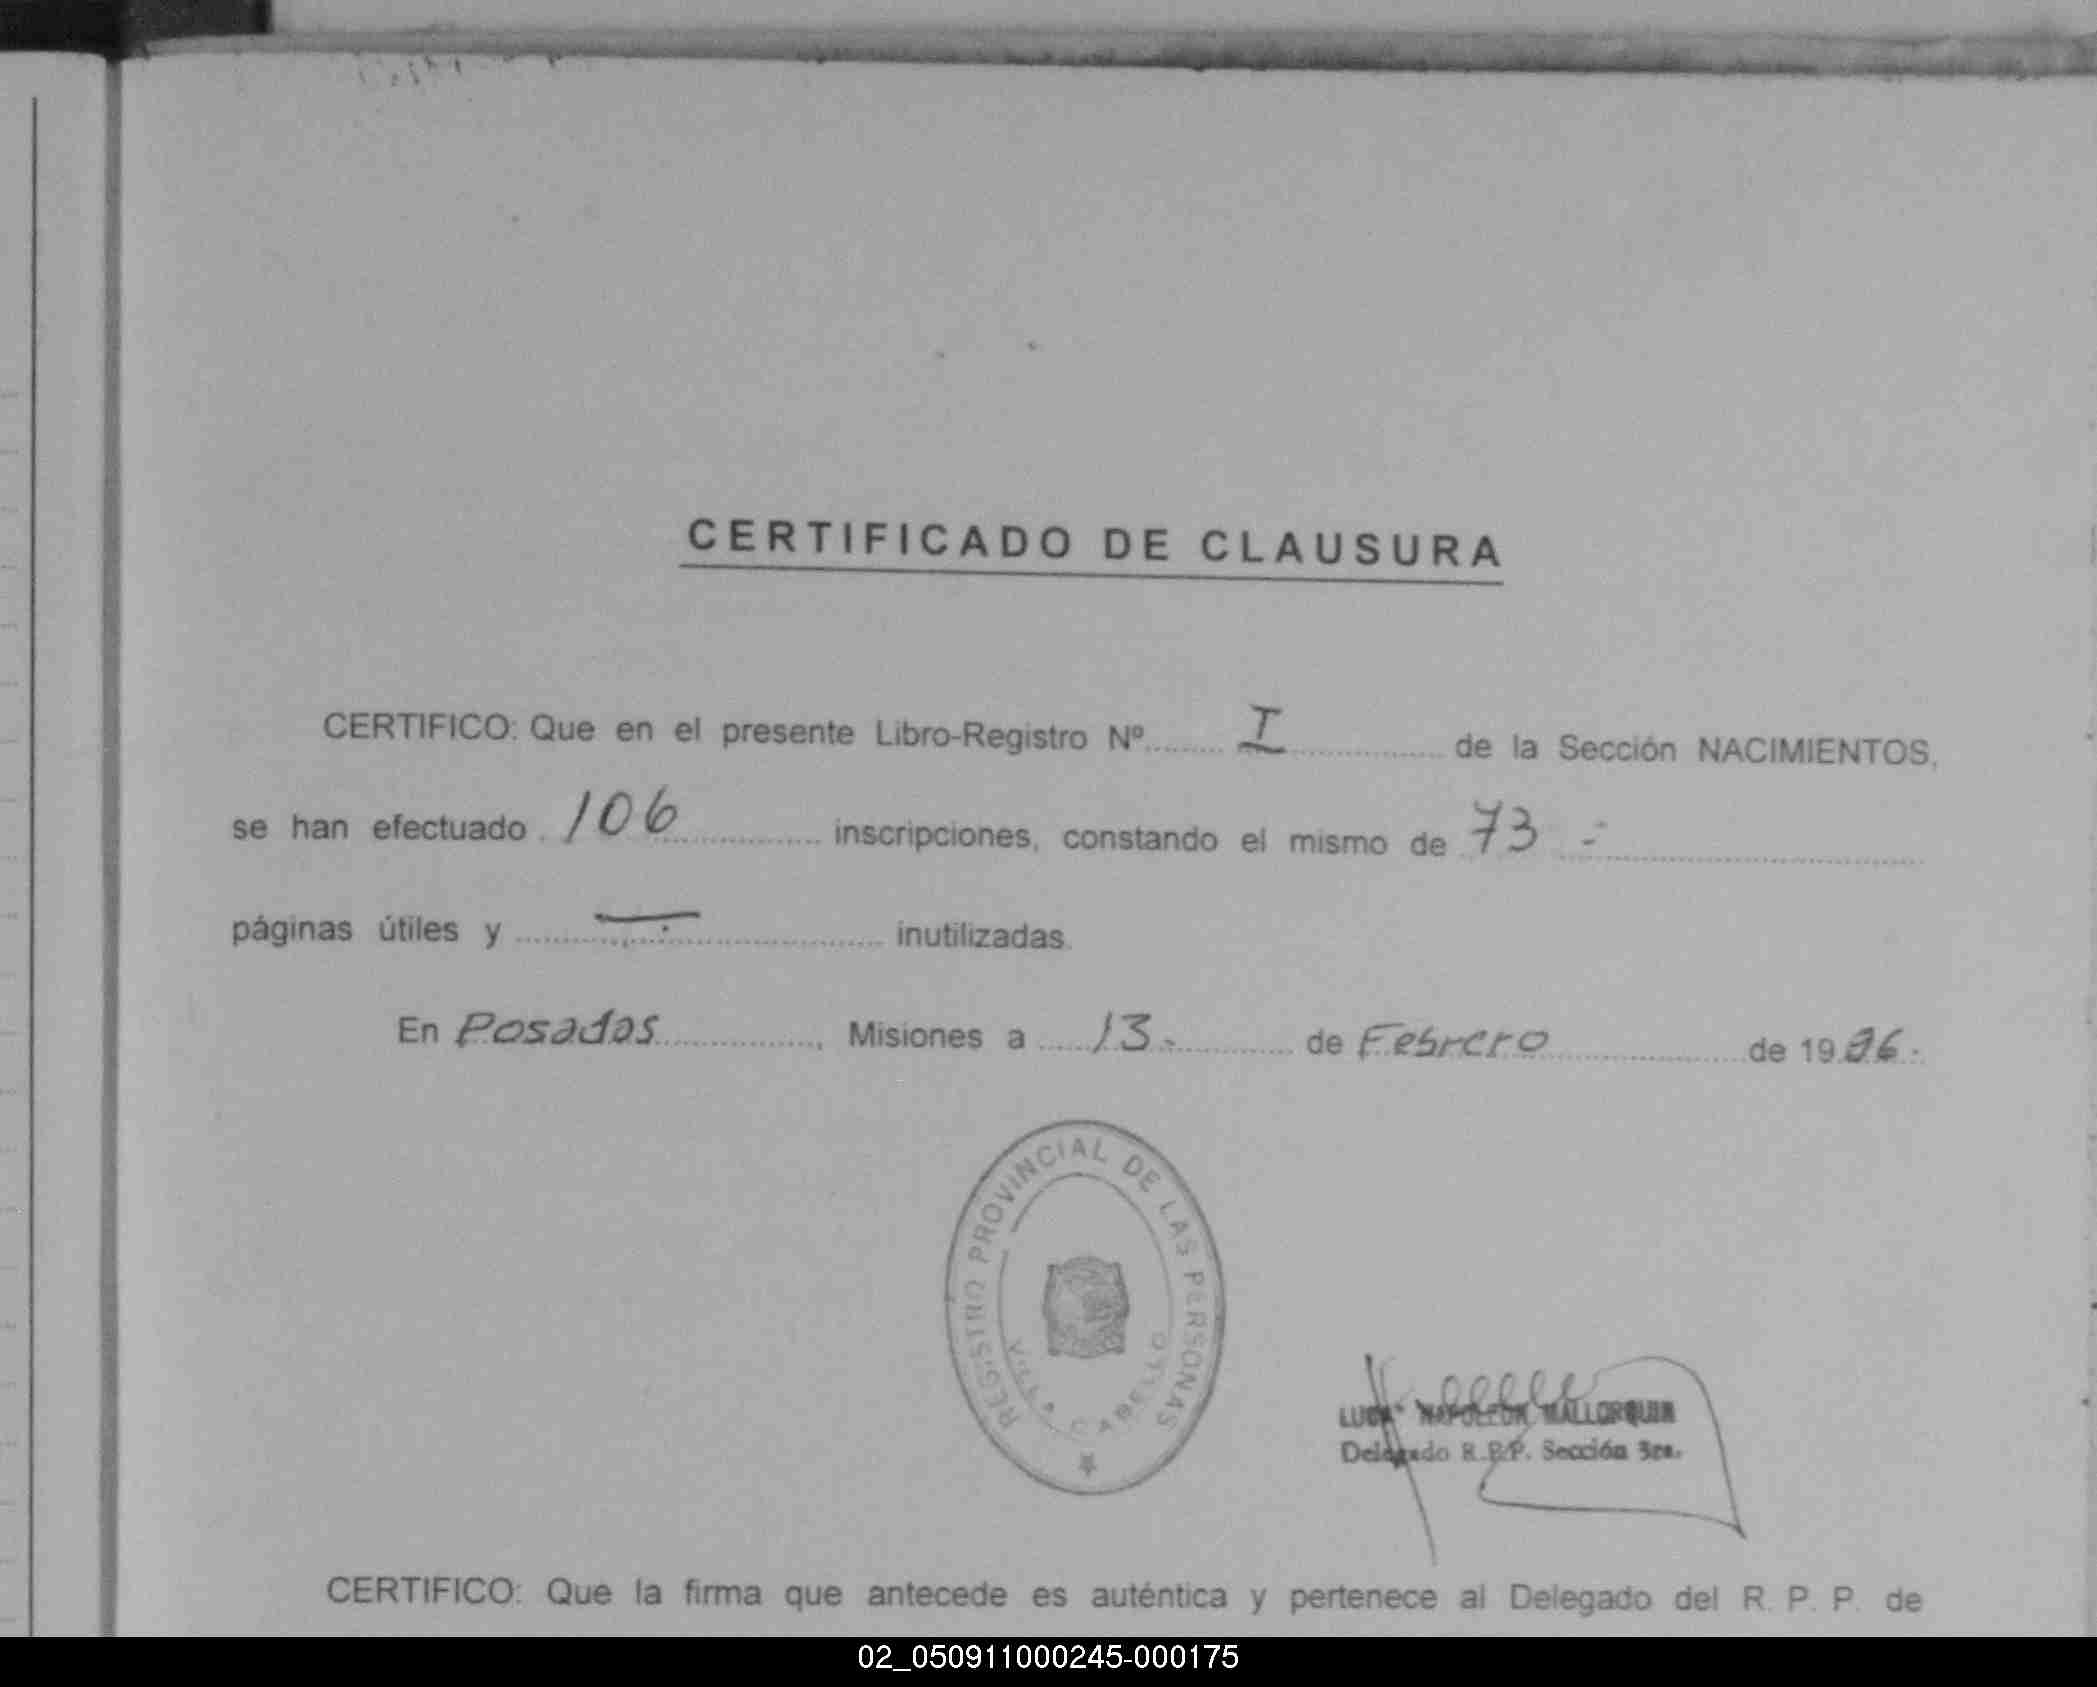 CERTIFICADO DE CLAUSURA
CERTIFICO: Que en el presente Libro-Registro Nº I de la Sección NACIMIENTOS,
se han efectuado 106 inscripciones, constando el mismo de 73 -
páginas útiles y — inutilizadas.
En Posadas, Misiones a 13- de Febrero de 19
REGISTRO PROVINCIAL DE LAS PERSONAS
VILLA CABELLO
NAPOLEON MALLORQUIN
Delegado R.P.P. Sección 3ra.
CERTIFICO: Que la firma que antecede es auténtica y pertenece al Delegado del R. P. P. de
02_050911000245-000175